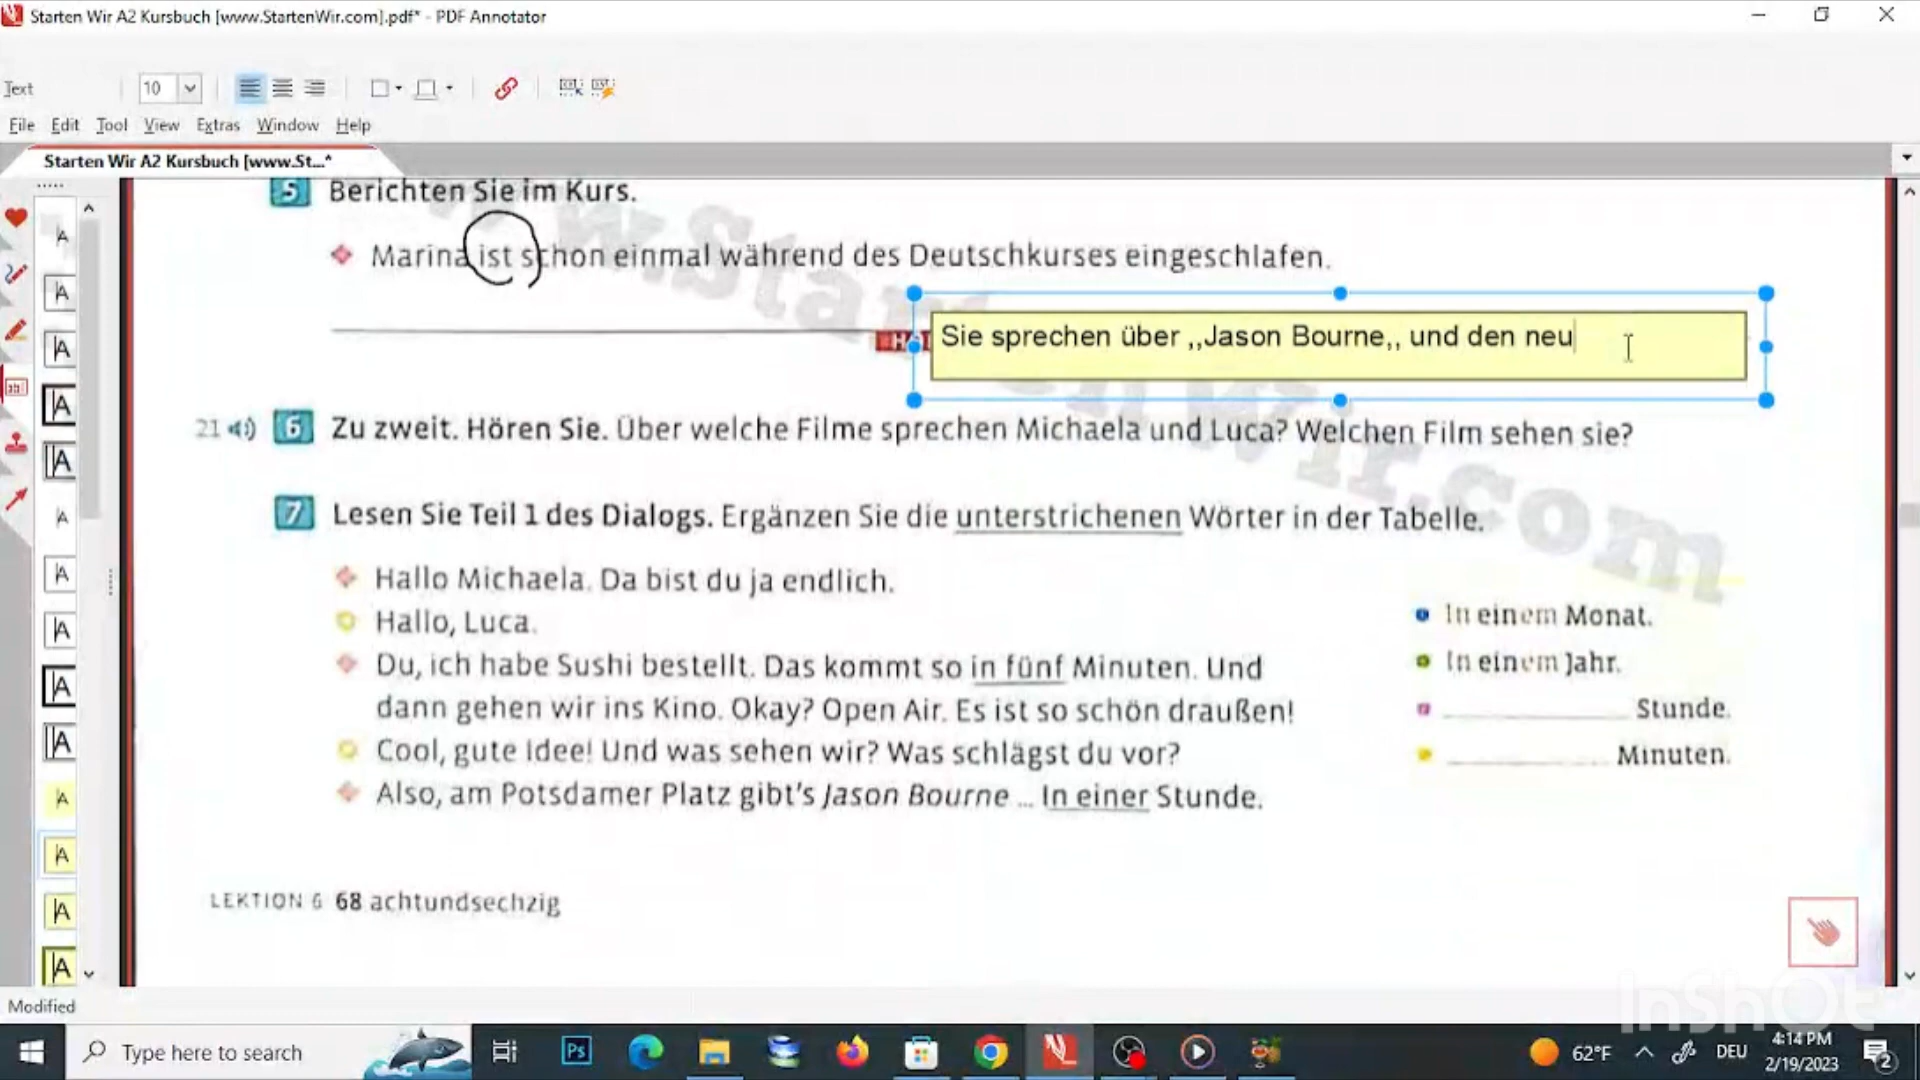 Starten Wir A2 Kursbuch [www.StartenWir.com].pdf* - PDF Annotator
Text
10
File Edit Tool View Extras Window Help
Starten Wir A2 Kursbuch [www.St...*
5 Berichten Sie im Kurs.
Marina ist schon einmal während des Deutschkurses eingeschlafen.
Sie sprechen über ,,Jason Bourne,, und den neu
21 6 Zu zweit. Hören Sie. Über welche Filme sprechen Michaela und Luca? Welchen Film sehen sie?
7 Lesen Sie Teil 1 des Dialogs. Ergänzen Sie die unterstrichenen Wörter in der Tabelle.
Hallo Michaela. Da bist du ja endlich.
Hallo, Luca.
Du, ich habe Sushi bestellt. Das kommt so in fünf Minuten. Und
dann gehen wir ins Kino. Okay? Open Air. Es ist so schön draußen!
Cool, gute Idee! Und was sehen wir? Was schlägst du vor?
Also, am Potsdamer Platz gibt's Jason Bourne ... In einer Stunde.
In einem Monat.
In einem Jahr.
Stunde.
Minuten.
LEKTION 6 68 achtundsechzig
w.StartenWir.com
Modified
InShOt
Type here to search
Ps
62°F
DEU
4:14 PM
2/19/2023
2